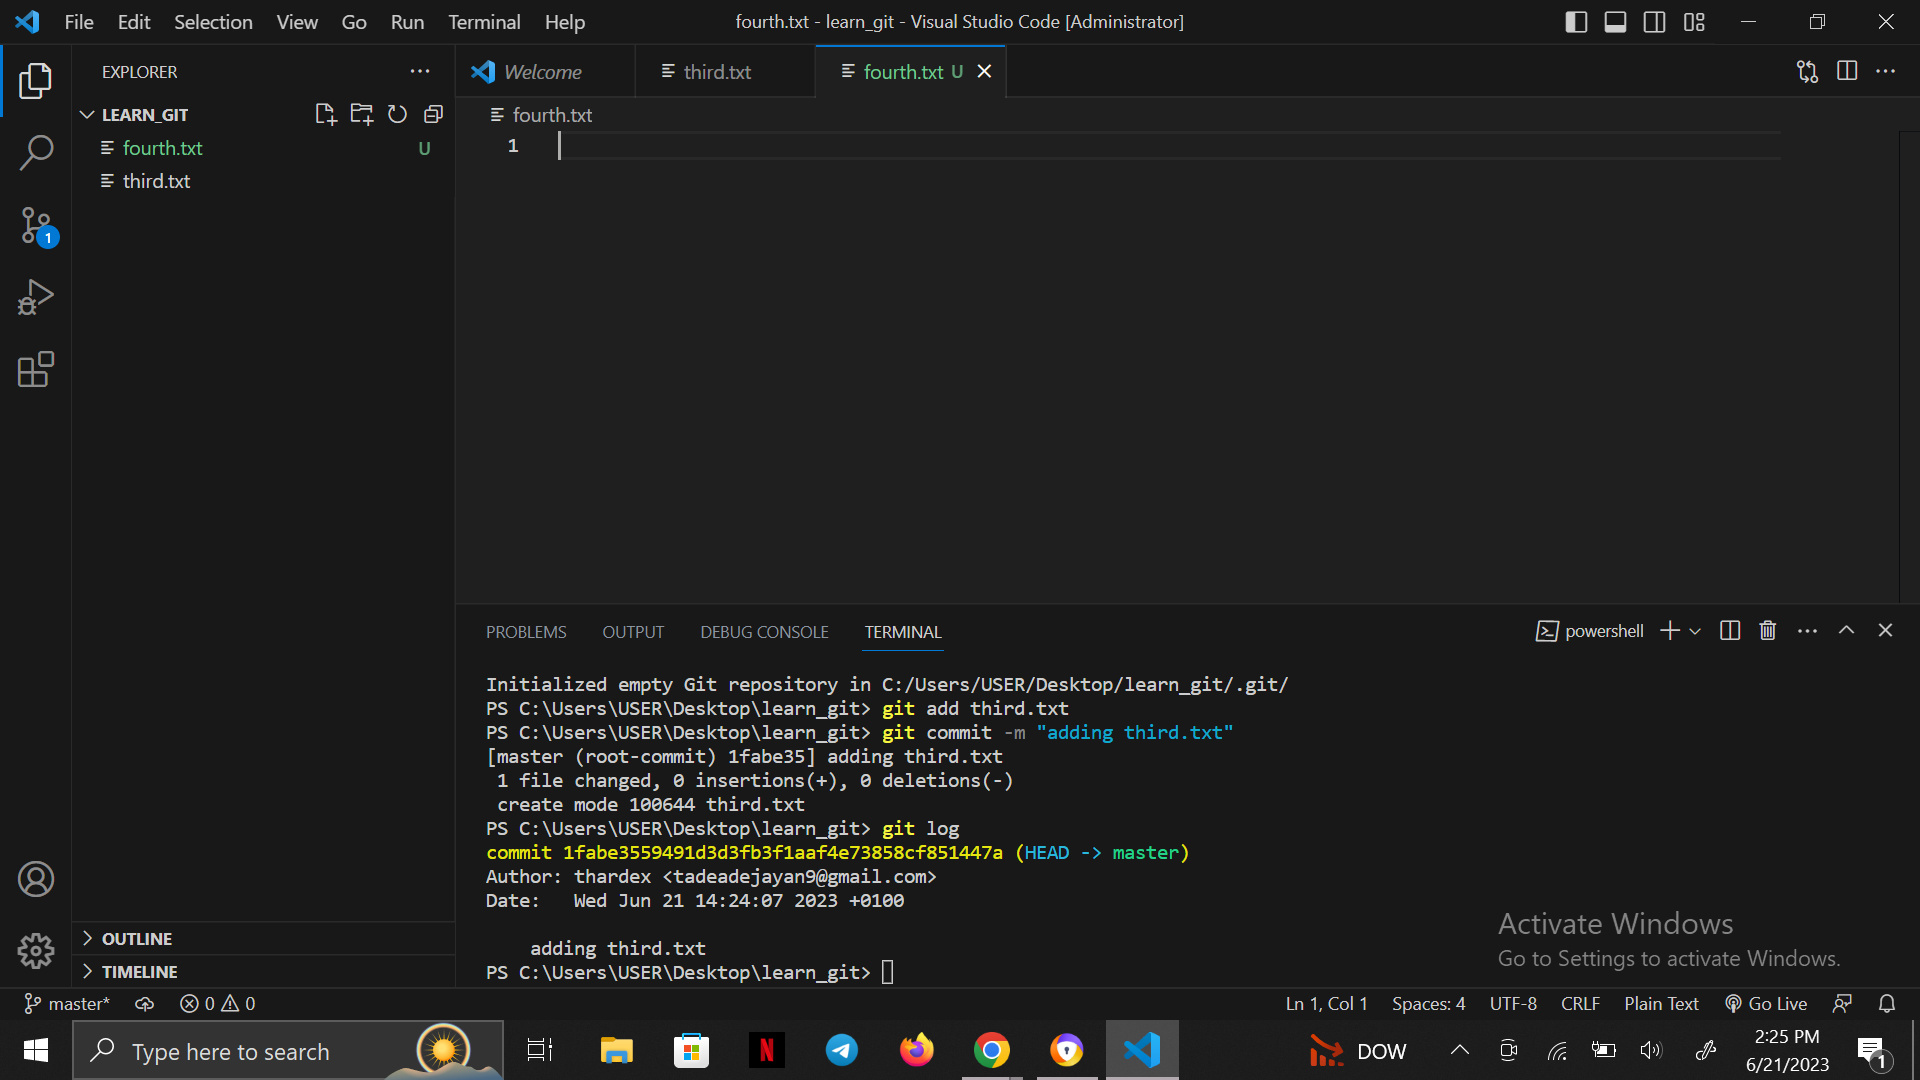 File Edit Selection View Go Run Terminal Help
fourth.txt - learn_git - Visual Studio Code [Administrator]
EXPLORER
LEARN_GIT
fourth.txt U
third.txt
1
OUTLINE
TIMELINE
Welcome
third.txt
fourth.txt U
fourth.txt
1
PROBLEMS OUTPUT DEBUG CONSOLE TERMINAL
powershell
Initialized empty Git repository in C:/Users/USER/Desktop/learn_git/.git/
PS C:\Users\USER\Desktop\learn_git> git add third.txt
PS C:\Users\USER\Desktop\learn_git> git commit -m "adding third.txt"
[master (root-commit) 1fabe35] adding third.txt
 1 file changed, 0 insertions(+), 0 deletions(-)
 create mode 100644 third.txt
PS C:\Users\USER\Desktop\learn_git> git log
commit 1fabe3559491d3d3fb3f1aaf4e73858cf851447a (HEAD -> master)
Author: thardex <tadeadejayan9@gmail.com>
Date:   Wed Jun 21 14:24:07 2023 +0100
    adding third.txt
PS C:\Users\USER\Desktop\learn_git>
Activate Windows
Go to Settings to activate Windows.
master* 0 0
Ln 1, Col 1 Spaces: 4 UTF-8 CRLF Plain Text Go Live
Type here to search
N
DOW
2:25 PM
6/21/2023
1